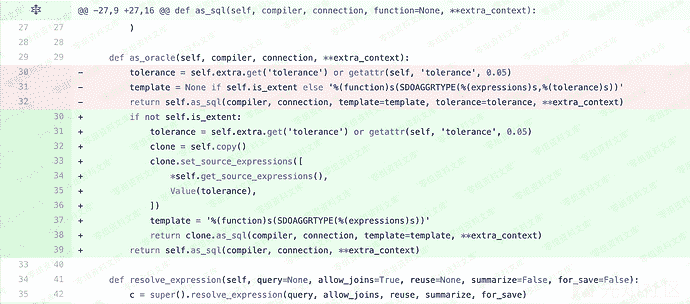 @@ -27,9 +27,16 @@ def as_sql(self, compiler, connection, function=None, **extra_context):
27 27 )
28 28
29 29 def as_oracle(self, compiler, connection, **extra_context):
30 - tolerance = self.extra.get('tolerance') or getattr(self, 'tolerance', 0.05)
31 - template = None if self.is_extent else '%(function)s(SDOAGGRTYPE(%(expressions)s,%(tolerance)s))'
32 - return self.as_sql(compiler, connection, template=template, tolerance=tolerance, **extra_context)
30 + if not self.is_extent:
31 + tolerance = self.extra.get('tolerance') or getattr(self, 'tolerance', 0.05)
32 + clone = self.copy()
33 + clone.set_source_expressions([
34 + *self.get_source_expressions(),
35 + Value(tolerance),
36 + ])
37 + template = '%(function)s(SDOAGGRTYPE(%(expressions)s))'
38 + return clone.as_sql(compiler, connection, template=template, **extra_context)
39 + return self.as_sql(compiler, connection, **extra_context)
33 40
34 41 def resolve_expression(self, query=None, allow_joins=True, reuse=None, summarize=False, for_save=False):
35 42 c = super().resolve_expression(query, allow_joins, reuse, summarize, for_save)